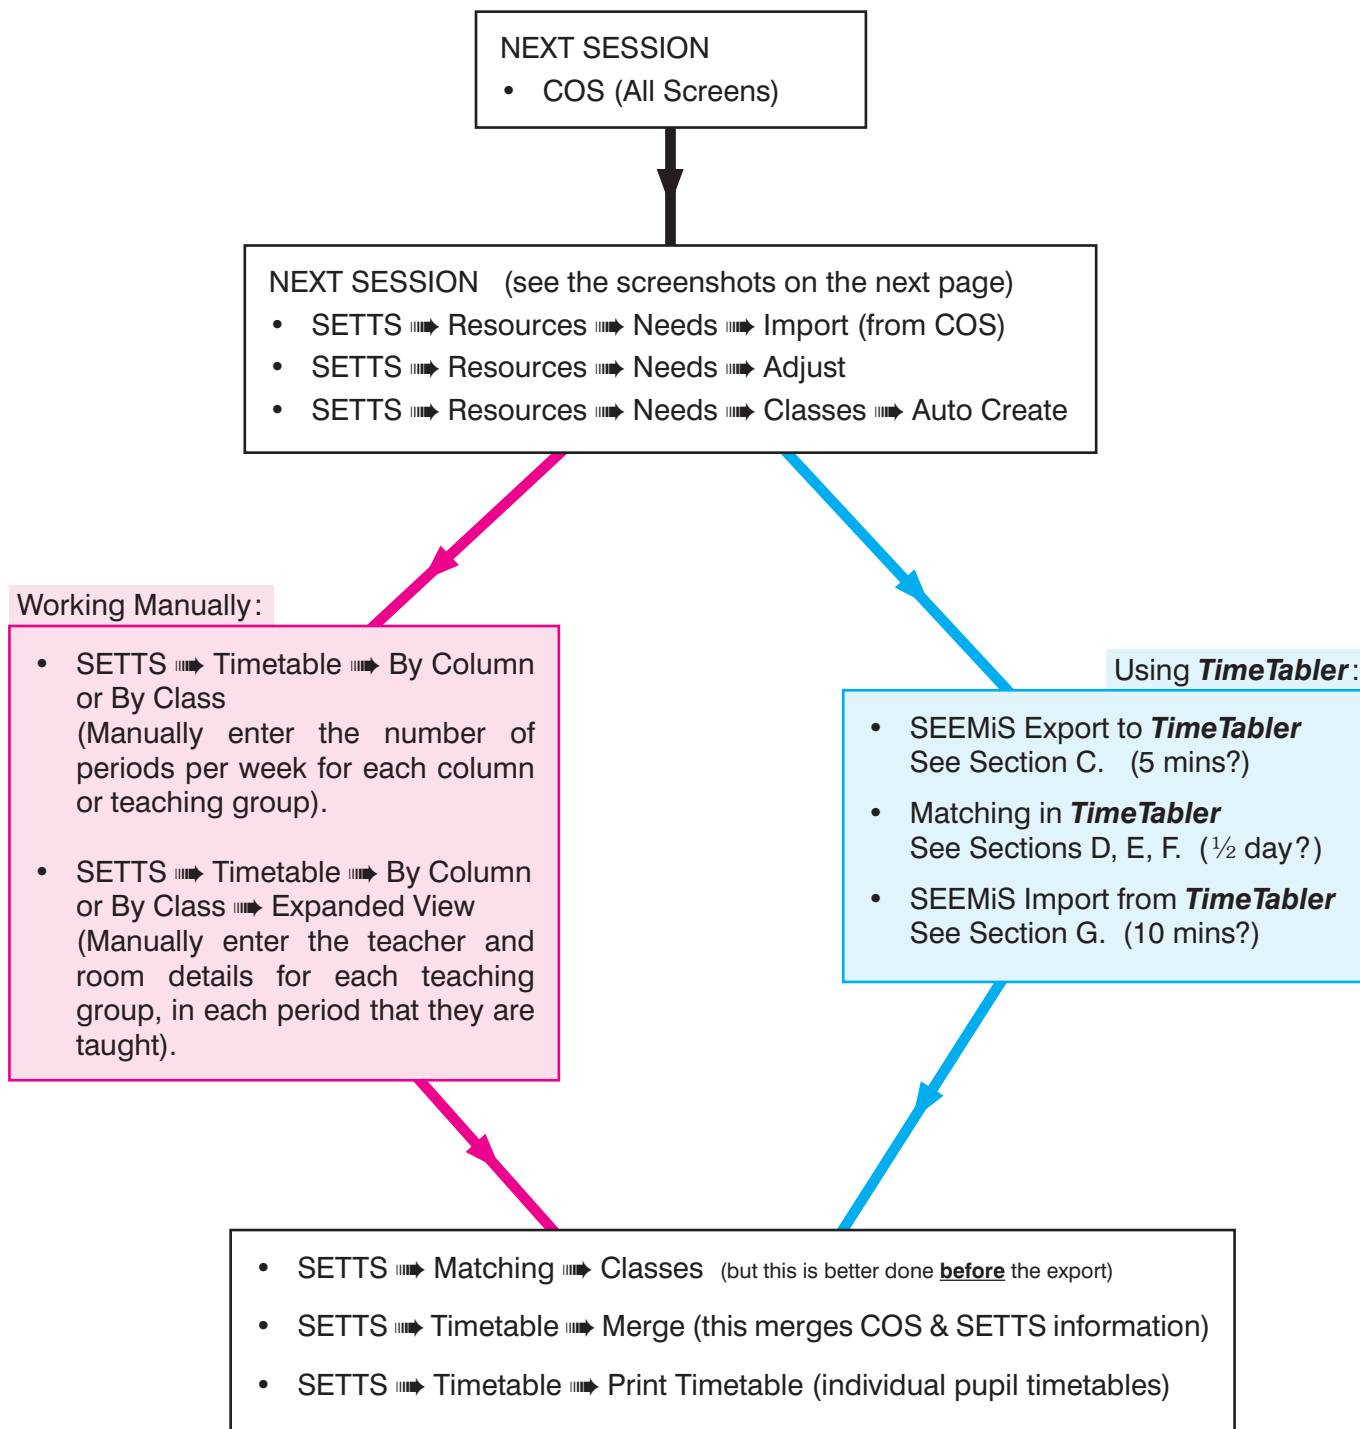 NEXT SESSION
• COS (All Screens)
NEXT SESSION (see the screenshots on the next page)
• SETTS ➠ Resources ➠ Needs ➠ Import (from COS)
• SETTS ➠ Resources ➠ Needs ➠ Adjust
• SETTS ➠ Resources ➠ Needs ➠ Classes ➠ Auto Create
Working Manually:
• SETTS ➠ Timetable ➠ By Column
or By Class
(Manually enter the number of
periods per week for each column
or teaching group).
• SETTS ➠ Timetable ➠ By Column
or By Class ➠ Expanded View
(Manually enter the teacher and
room details for each teaching
group, in each period that they are
taught).
Using TimeTabler:
• SEEMiS Export to TimeTabler
See Section C. (5 mins?)
• Matching in TimeTabler
See Sections D, E, F. (½ day?)
• SEEMiS Import from TimeTabler
See Section G. (10 mins?)
• SETTS ➠ Matching ➠ Classes (but this is better done before the export)
• SETTS ➠ Timetable ➠ Merge (this merges COS & SETTS information)
• SETTS ➠ Timetable ➠ Print Timetable (individual pupil timetables)